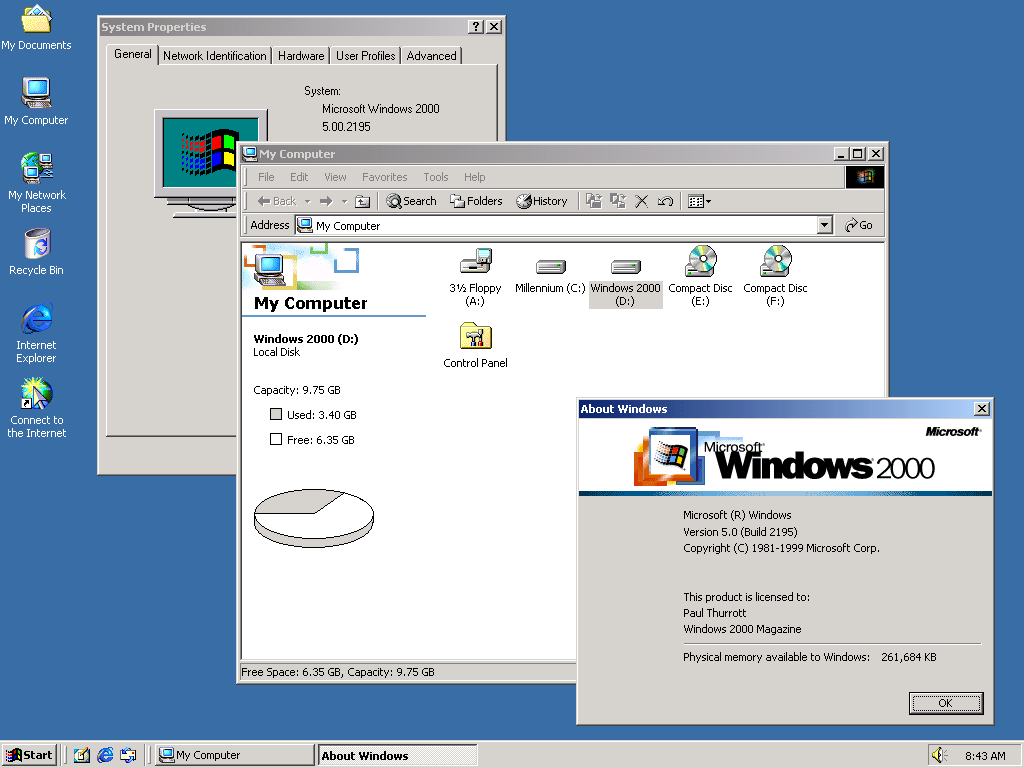 My Documents
My Computer
My Network
Places
Recycle Bin
Internet
Explorer
Connect to
the Internet
System Properties
General
Network Identification
Hardware
User Profiles
Advanced
System:
Microsoft Windows 2000
5.00.2195
My Computer
File Edit View Favorites Tools Help
Back Search Folders History
Address My Computer Go
My Computer
Windows 2000 (D:)
Local Disk
Capacity: 9.75 GB
Used: 3.40 GB
Free: 6.35 GB
3½ Floppy
(A:)
Millennium (C:)
Windows 2000
(D:)
Compact Disc
(E:)
Compact Disc
(F:)
Control Panel
Free Space: 6.35 GB, Capacity: 9.75 GB
About Windows
Microsoft
Microsoft
Windows 2000
Microsoft (R) Windows
Version 5.0 (Build 2195)
Copyright (C) 1981-1999 Microsoft Corp.
This product is licensed to:
Paul Thurrott
Windows 2000 Magazine
Physical memory available to Windows: 261,684 KB
OK
Start
My Computer
About Windows
8:43 AM